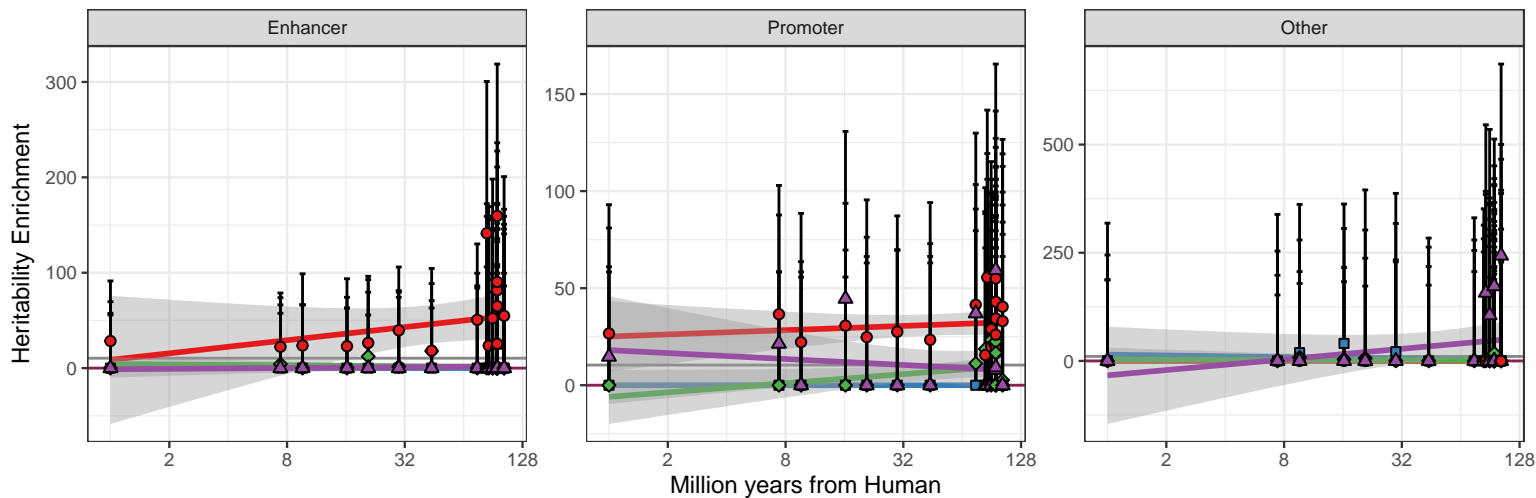 Enhancer
Promoter
Other
Heritability Enrichment
300
200
100
0
150
100
50
0
500
250
0
2 8 32 128
2 8 32 128
2 8 32 128
Million years from Human